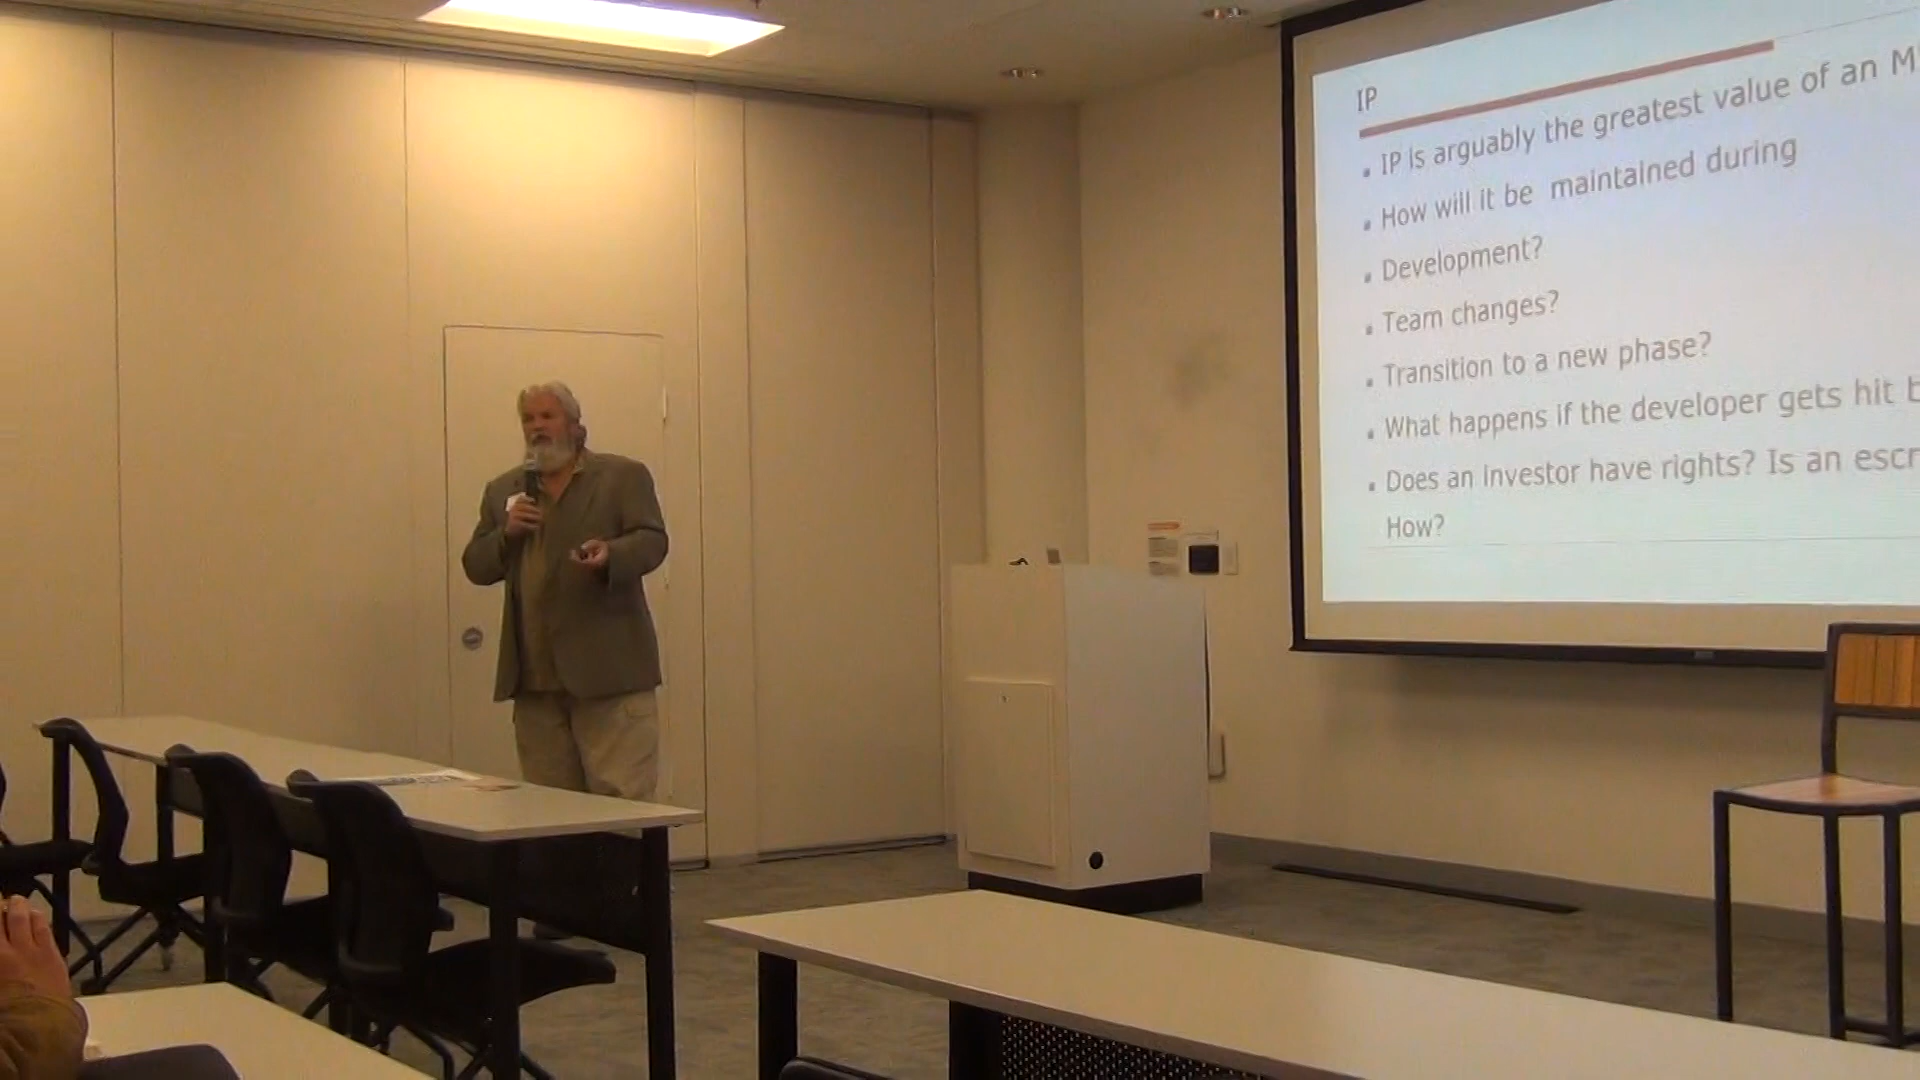 IP
IP is arguably the greatest value of an M
How will it be maintained during
Development?
Team changes?
Transition to a new phase?
What happens if the developer gets hit b
Does an investor have rights? Is an escr
How?